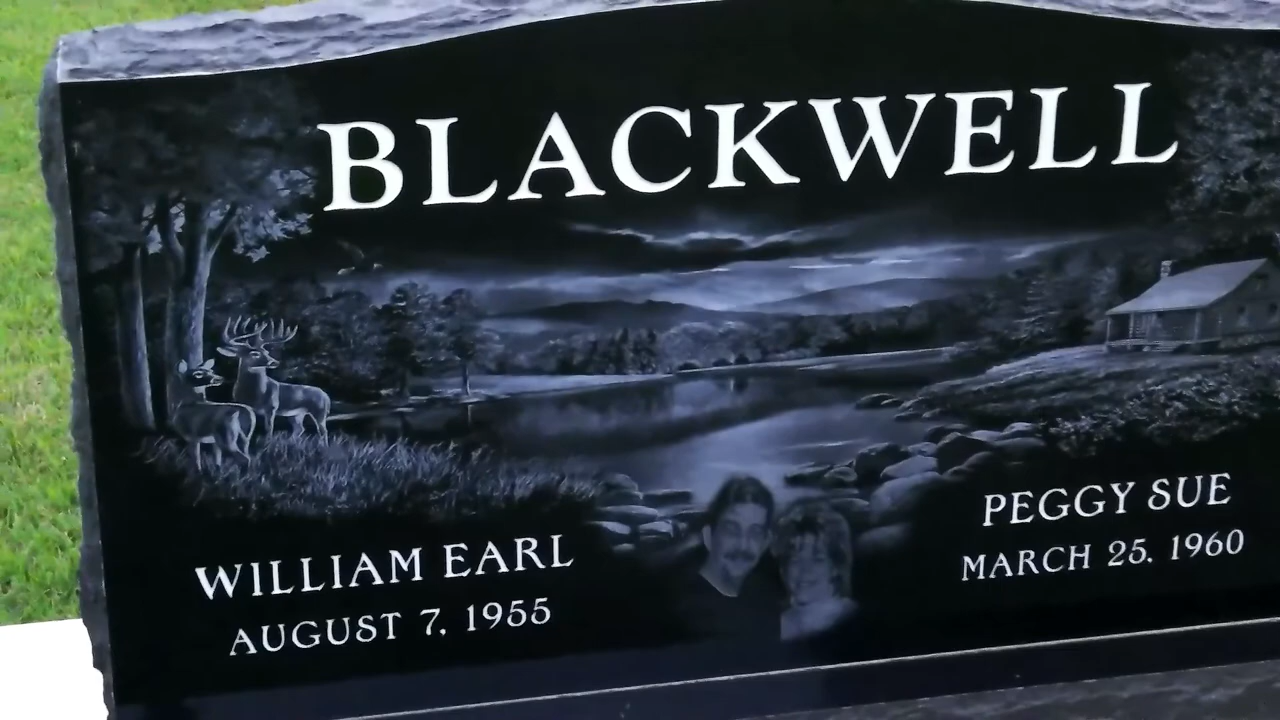 BLACKWELL
WILLIAM EARL
AUGUST 7, 1955
PEGGY SUE
MARCH 25, 1960